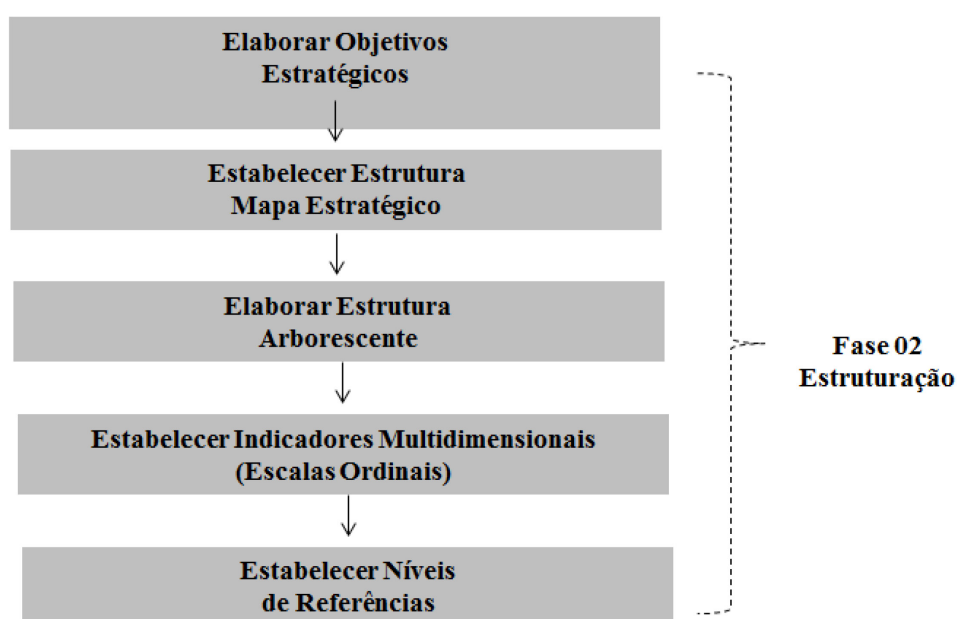 Elaborar Objetivos
Estratégicos
Estabelecer Estrutura
Mapa Estratégico
Elaborar Estrutura
Arborescente
Estabelecer Indicadores Multidimensionais
(Escalas Ordinais)
Estabelecer Níveis
de Referências
Fase 02
Estruturação